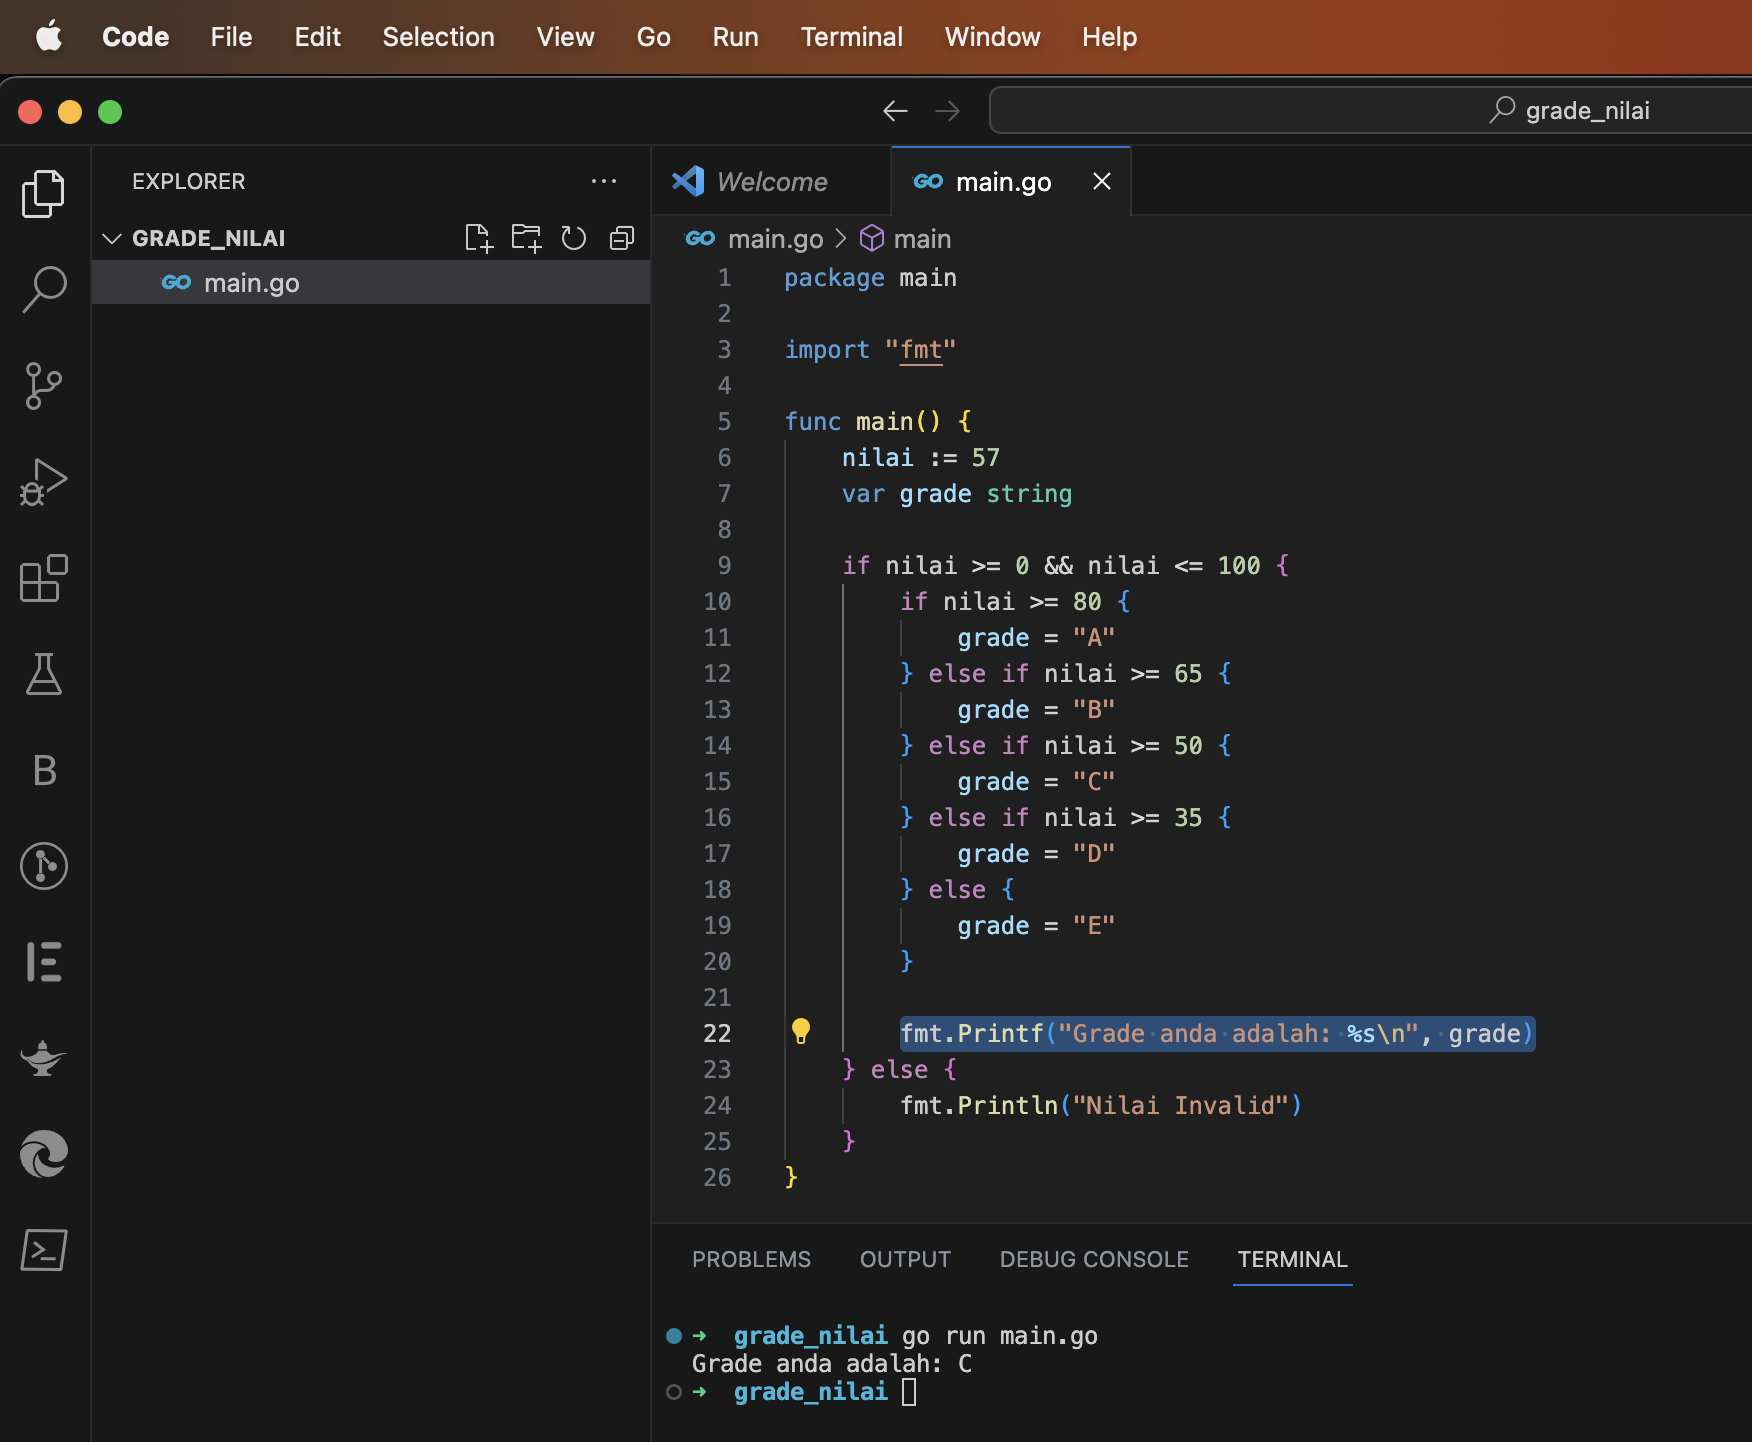 Code File Edit Selection View Go Run Terminal Window Help
grade_nilai
EXPLORER
GRADE_NILAI
main.go
Welcome
main.go
main.go > main
1 package main
2
3 import "fmt"
4
5 func main() {
6 nilai := 57
7 var grade string
8
9 if nilai >= 0 && nilai <= 100 {
10 if nilai >= 80 {
11 grade = "A"
12 } else if nilai >= 65 {
13 grade = "B"
14 } else if nilai >= 50 {
15 grade = "C"
16 } else if nilai >= 35 {
17 grade = "D"
18 } else {
19 grade = "E"
20 }
21
22 fmt.Printf("Grade anda adalah: %s\n", grade)
23 } else {
24 fmt.Println("Nilai Invalid")
25 }
26 }
PROBLEMS OUTPUT DEBUG CONSOLE TERMINAL
➜ grade_nilai go run main.go
Grade anda adalah: C
➜ grade_nilai